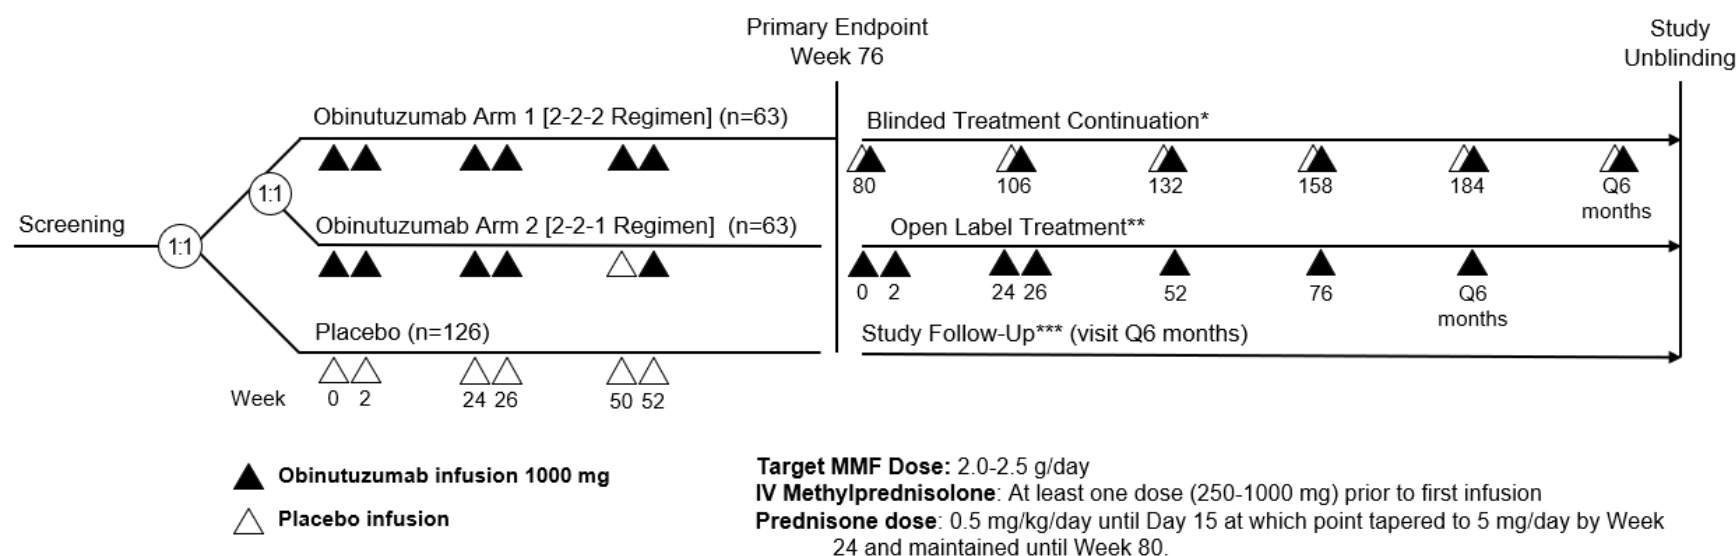 Primary Endpoint
Week 76
Study
Unblinding
Obinutuzumab Arm 1 [2-2-2 Regimen] (n=63)
Blinded Treatment Continuation*
80 106 132 158 184 Q6
months
1:1
Screening
1:1
Obinutuzumab Arm 2 [2-2-1 Regimen] (n=63)
Open Label Treatment**
0 2 24 26 52 76 Q6
months
Placebo (n=126)
Study Follow-Up*** (visit Q6 months)
Week 0 2 24 26 50 52
Obinutuzumab infusion 1000 mg
Placebo infusion
Target MMF Dose: 2.0-2.5 g/day
IV Methylprednisolone: At least one dose (250-1000 mg) prior to first infusion
Prednisone dose: 0.5 mg/kg/day until Day 15 at which point tapered to 5 mg/day by Week
24 and maintained until Week 80.